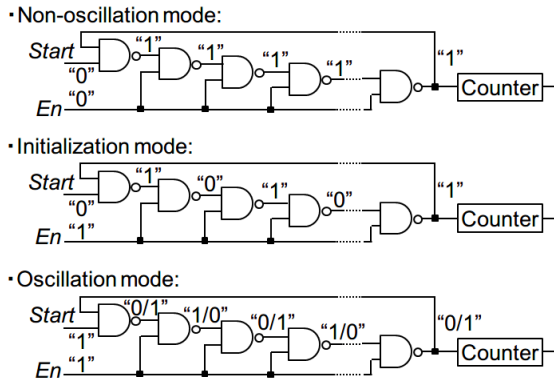 ・Non-oscillation mode:
Start "1" "1" "1" "1" "1"
"0"
En "0"
Counter
・Initialization mode:
Start "1" "0" "1" "0" "1"
"0"
En "1"
Counter
・Oscillation mode:
Start "0/1" "1/0" "0/1" "1/0" "0/1"
"1"
En "1"
Counter